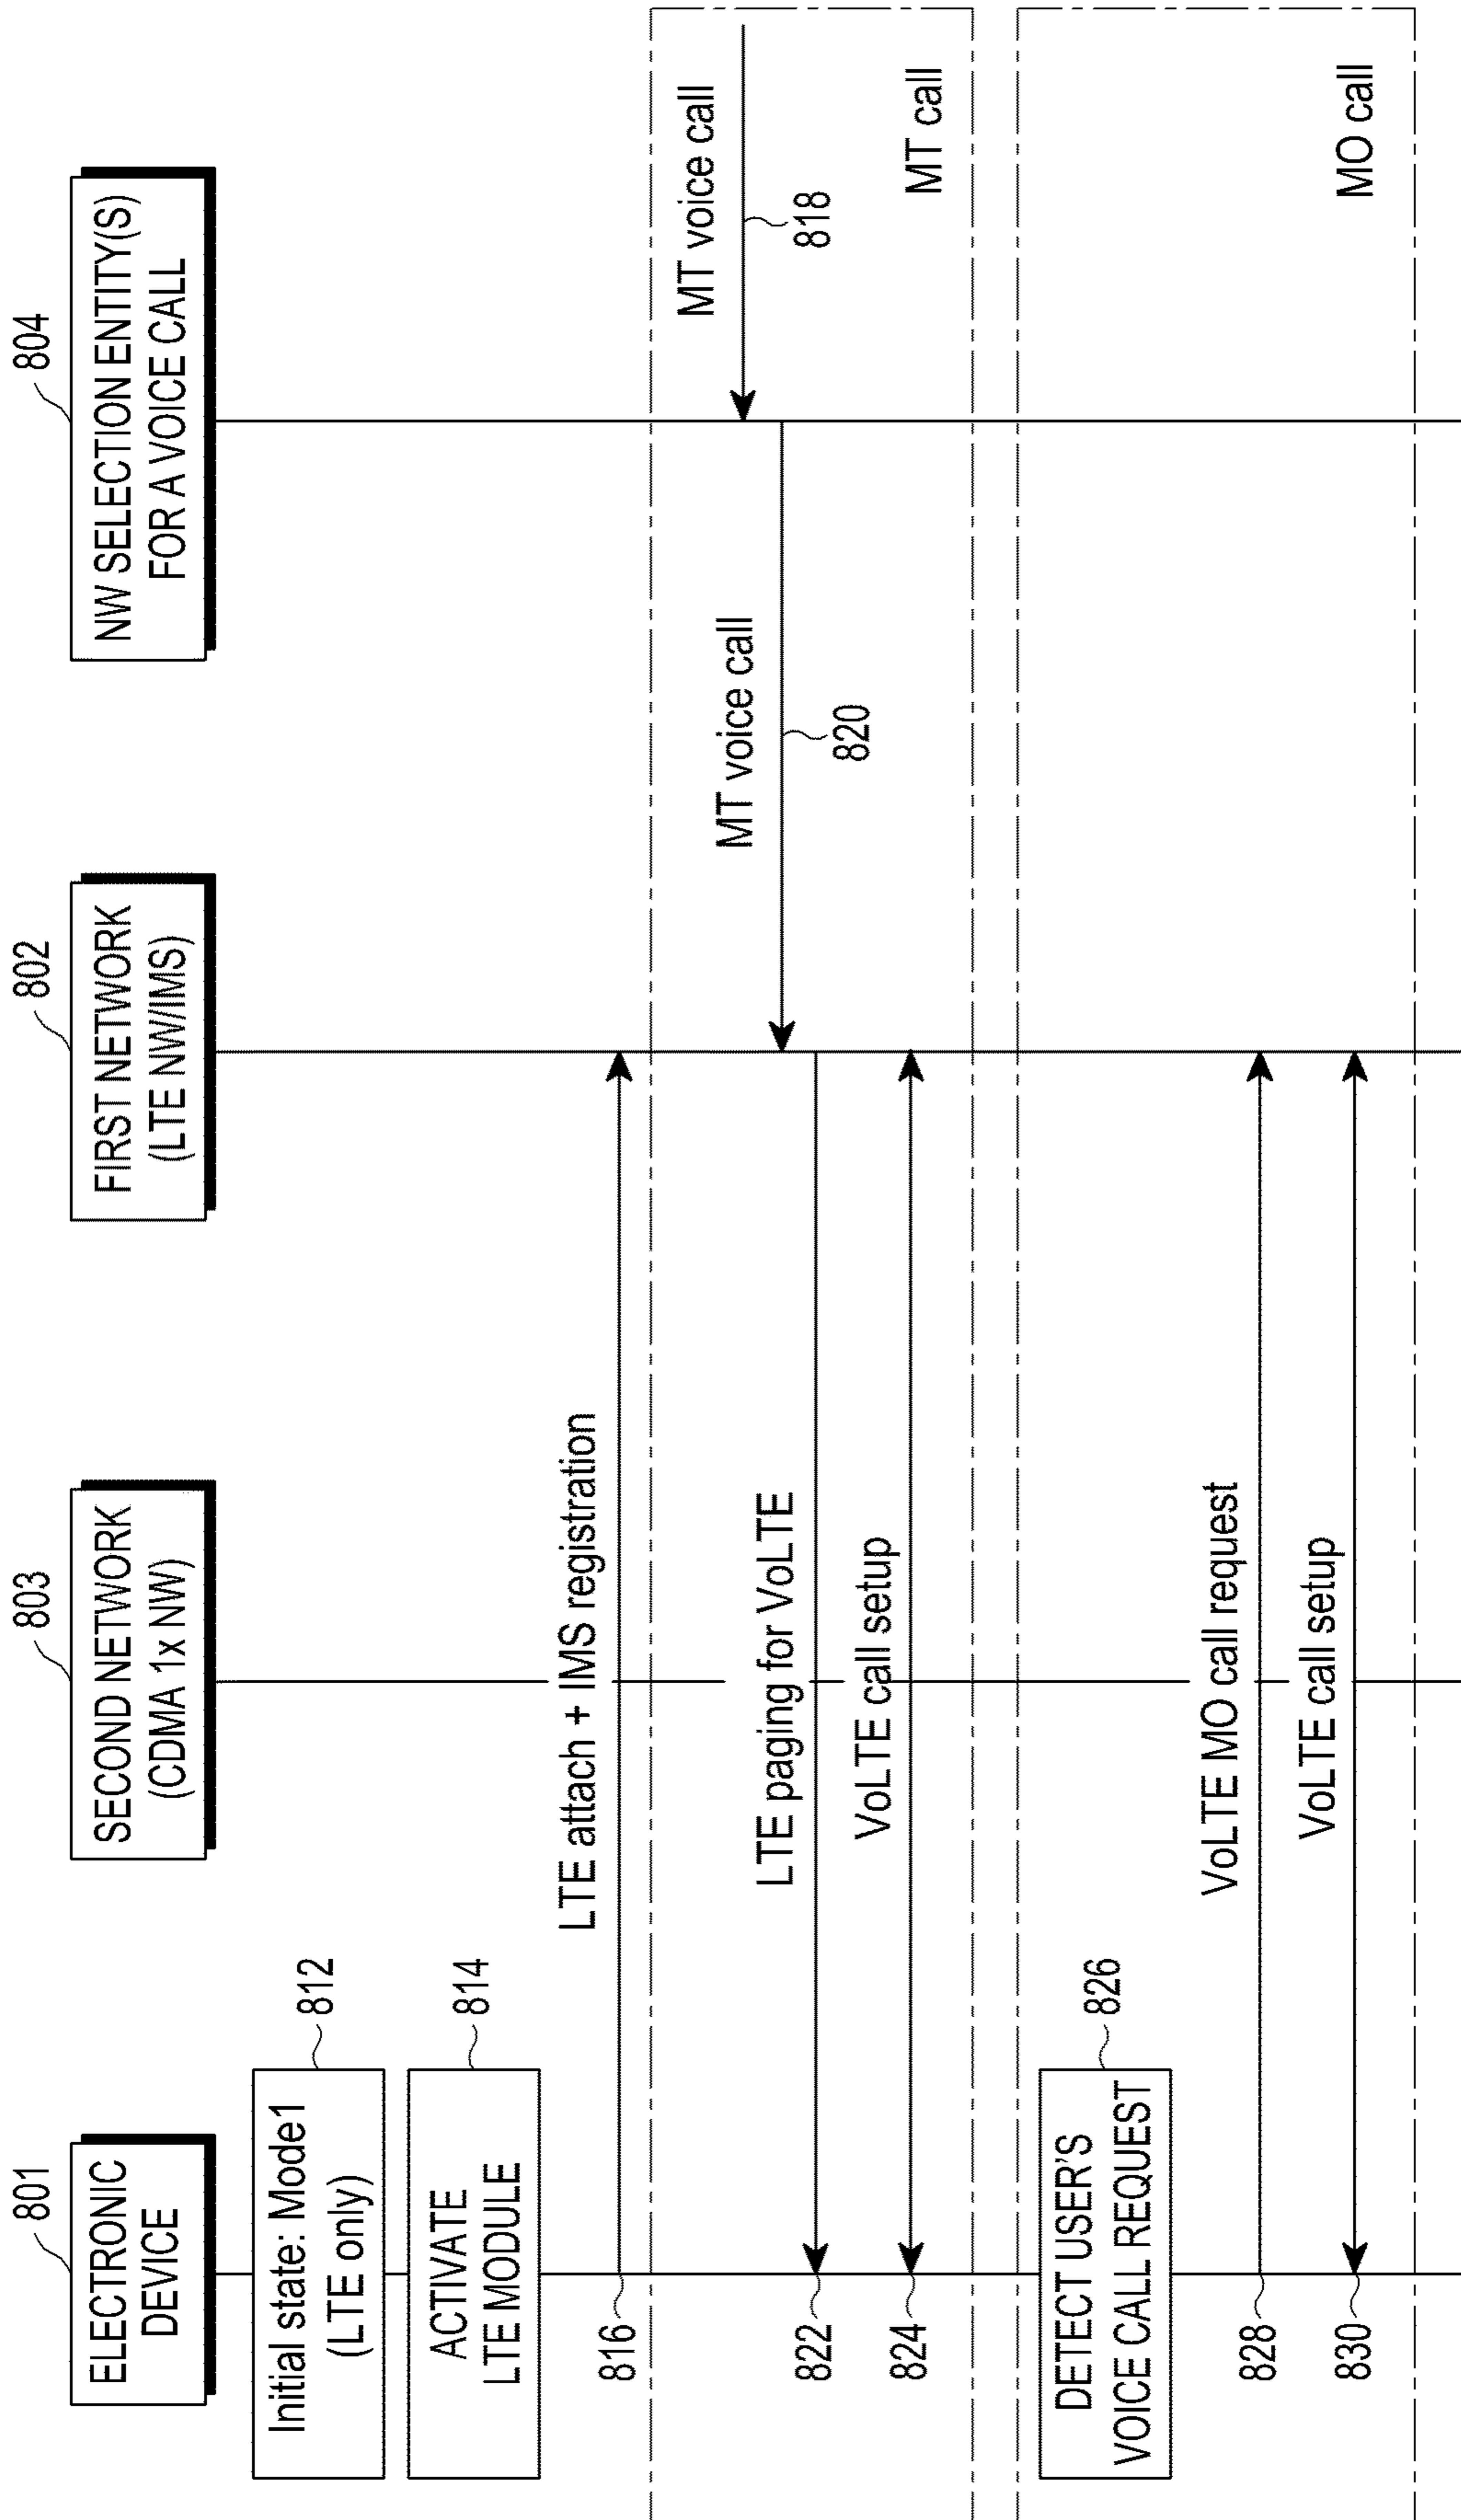 801
ELECTRONIC
DEVICE
803
SECOND NETWORK
(CDMA 1x NW)
802
FIRST NETWORK
(LTE NW/IMS)
804
NW SELECTION ENTITY(S)
FOR A VOICE CALL
Initial state: Mode1
(LTE only)
812
ACTIVATE
LTE MODULE
814
LTE attach + IMS registration
816
MT voice call
818
MT voice call
820
LTE paging for VoLTE
822
VoLTE call setup
824
MT call
DETECT USER'S
VOICE CALL REQUEST
826
VoLTE MO call request
828
VoLTE call setup
830
MO call